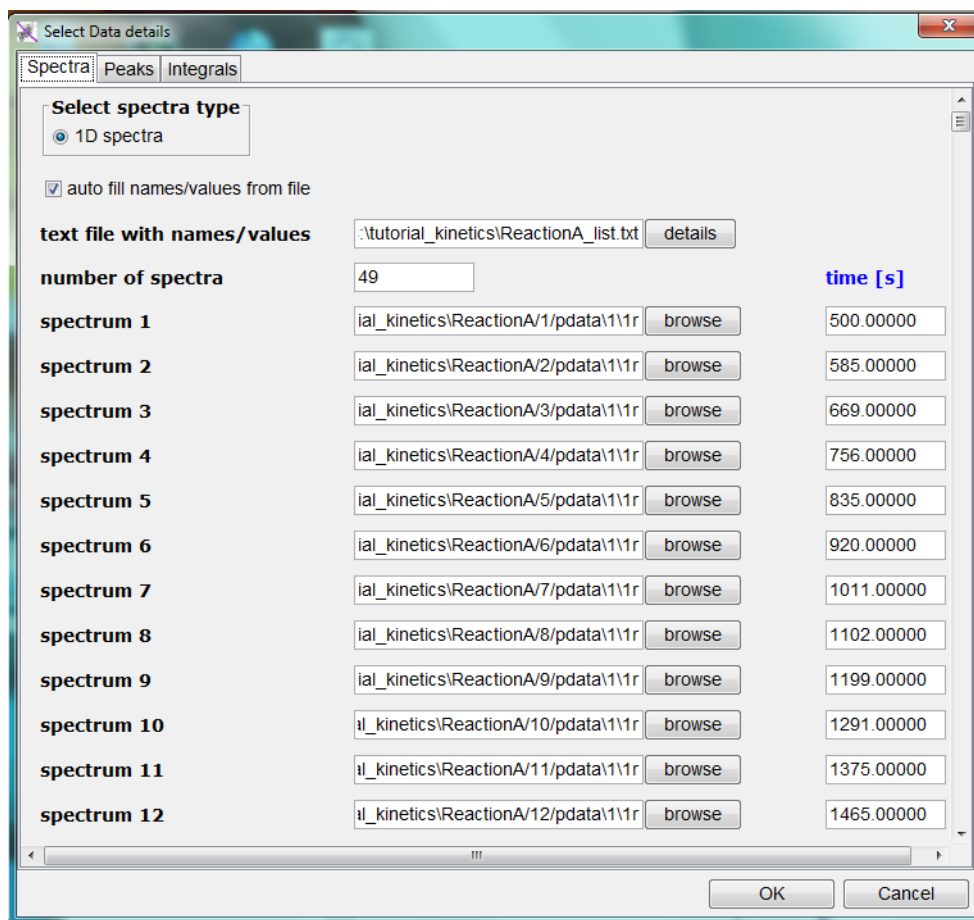 Select Data details
Spectra Peaks Integrals
Select spectra type
1D spectra
auto fill names/values from file
text file with names/values :\tutorial_kinetics\ReactionA_list.txt details
number of spectra 49 time [s]
spectrum 1 ial_kinetics\ReactionA/1/pdata\1\1r browse 500.00000
spectrum 2 ial_kinetics\ReactionA/2/pdata\1\1r browse 585.00000
spectrum 3 ial_kinetics\ReactionA/3/pdata\1\1r browse 669.00000
spectrum 4 ial_kinetics\ReactionA/4/pdata\1\1r browse 756.00000
spectrum 5 ial_kinetics\ReactionA/5/pdata\1\1r browse 835.00000
spectrum 6 ial_kinetics\ReactionA/6/pdata\1\1r browse 920.00000
spectrum 7 ial_kinetics\ReactionA/7/pdata\1\1r browse 1011.00000
spectrum 8 ial_kinetics\ReactionA/8/pdata\1\1r browse 1102.00000
spectrum 9 ial_kinetics\ReactionA/9/pdata\1\1r browse 1199.00000
spectrum 10 al_kinetics\ReactionA/10/pdata\1\1r browse 1291.00000
spectrum 11 al_kinetics\ReactionA/11/pdata\1\1r browse 1375.00000
spectrum 12 al_kinetics\ReactionA/12/pdata\1\1r browse 1465.00000
OK Cancel